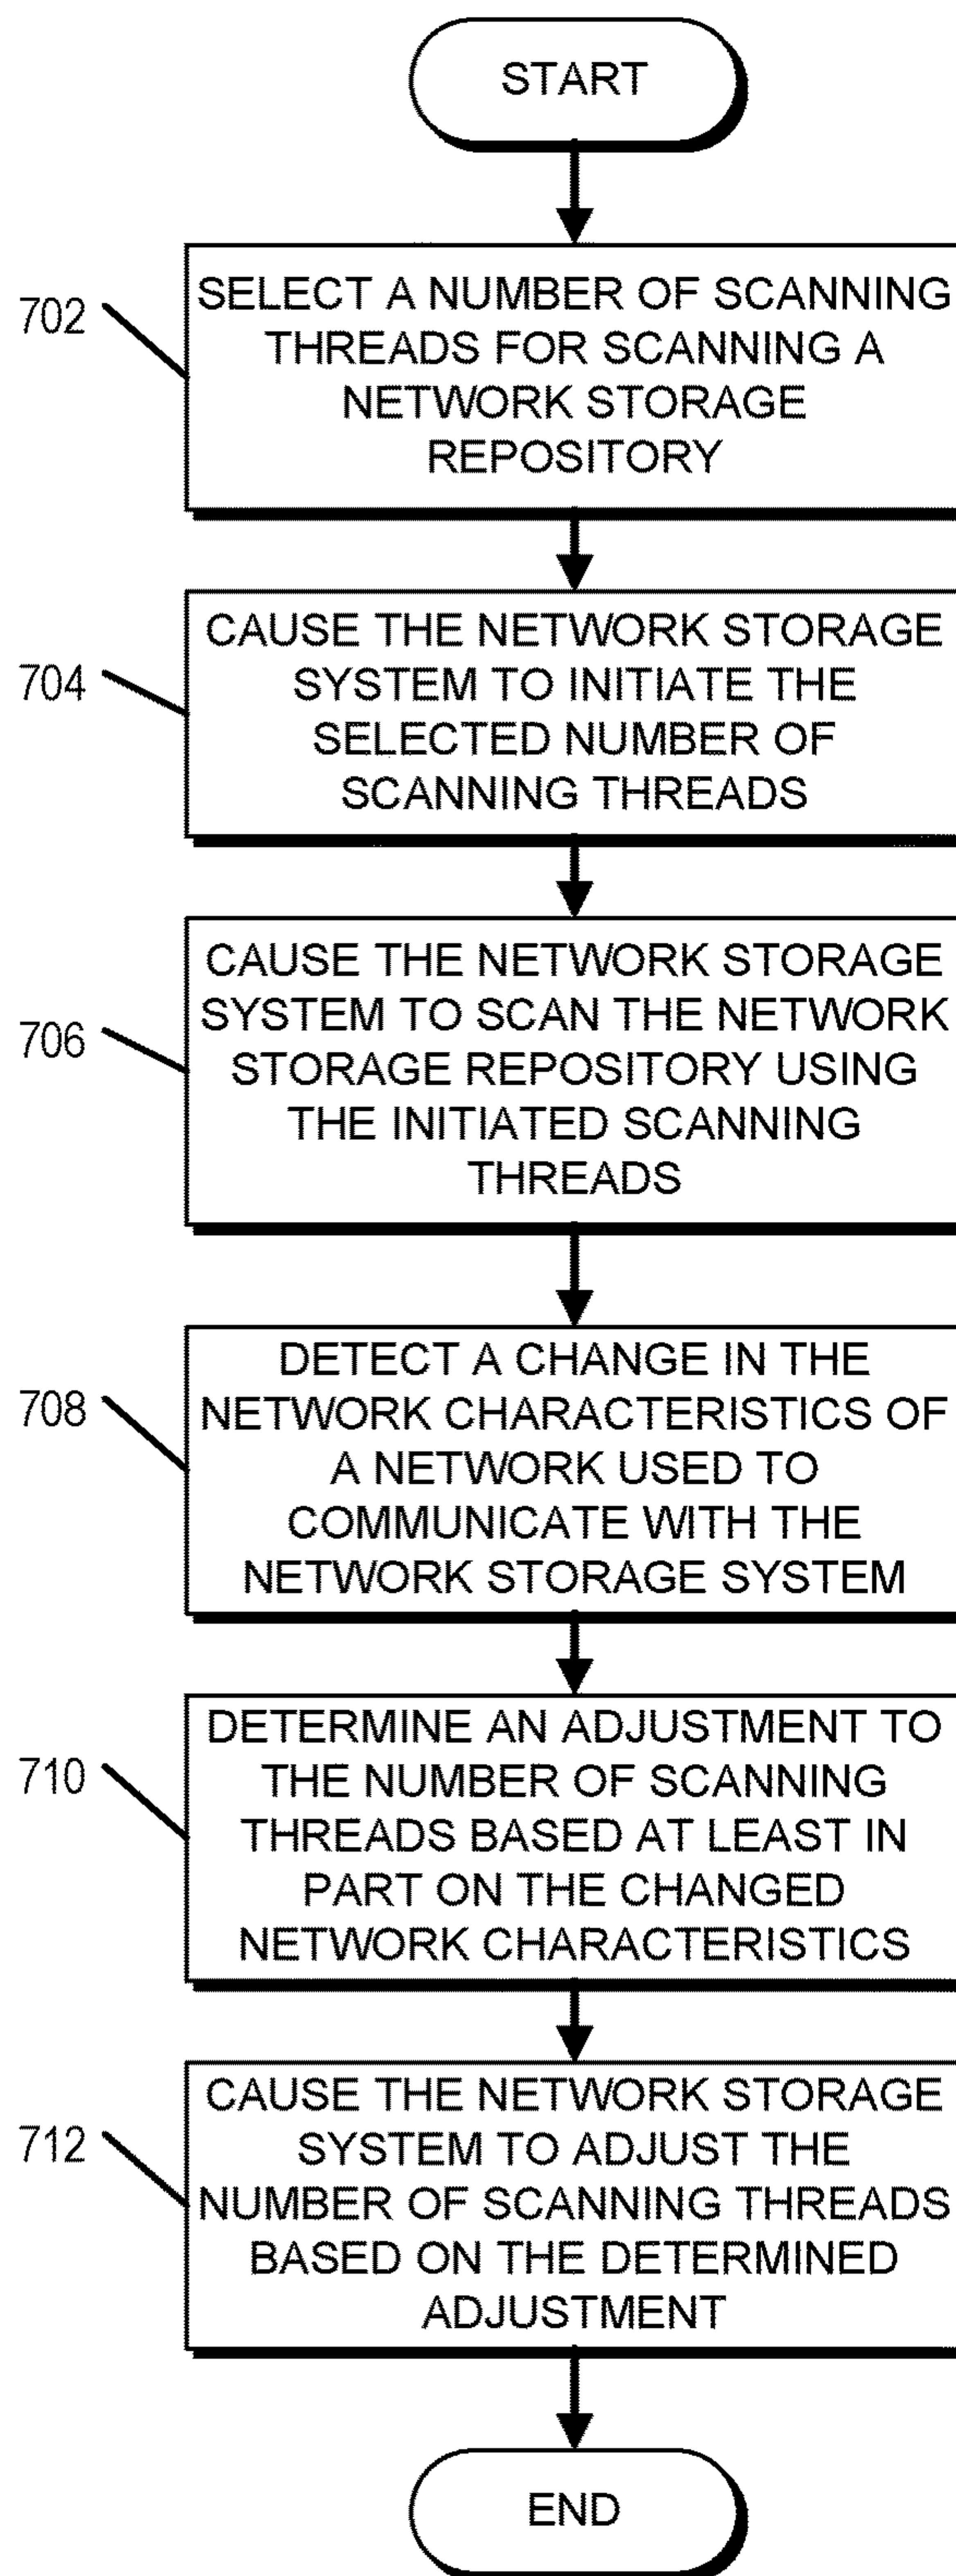 START
702
SELECT A NUMBER OF SCANNING
THREADS FOR SCANNING A
NETWORK STORAGE
REPOSITORY
704
CAUSE THE NETWORK STORAGE
SYSTEM TO INITIATE THE
SELECTED NUMBER OF
SCANNING THREADS
706
CAUSE THE NETWORK STORAGE
SYSTEM TO SCAN THE NETWORK
STORAGE REPOSITORY USING
THE INITIATED SCANNING
THREADS
708
DETECT A CHANGE IN THE
NETWORK CHARACTERISTICS OF
A NETWORK USED TO
COMMUNICATE WITH THE
NETWORK STORAGE SYSTEM
710
DETERMINE AN ADJUSTMENT TO
THE NUMBER OF SCANNING
THREADS BASED AT LEAST IN
PART ON THE CHANGED
NETWORK CHARACTERISTICS
712
CAUSE THE NETWORK STORAGE
SYSTEM TO ADJUST THE
NUMBER OF SCANNING THREADS
BASED ON THE DETERMINED
ADJUSTMENT
END